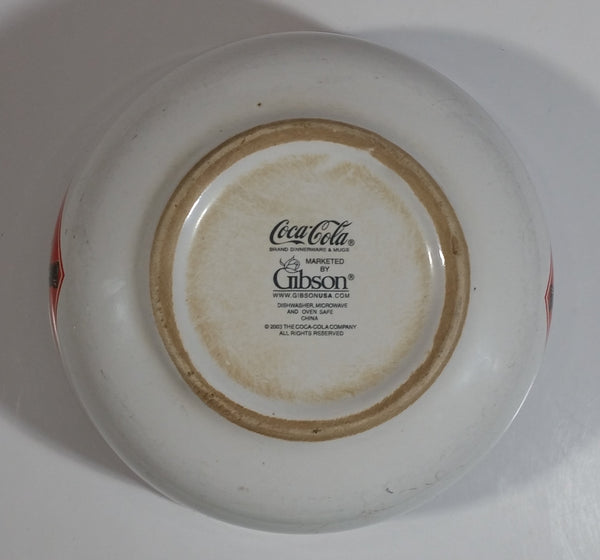 Coca-Cola®
BRAND DINNERWARE & MUGS
MARKETED
BY
Gibson®
WWW.GIBSONUSA.COM
DISHWASHER, MICROWAVE
AND OVEN SAFE
CHINA
© 2003 THE COCA-COLA COMPANY
ALL RIGHTS RESERVED